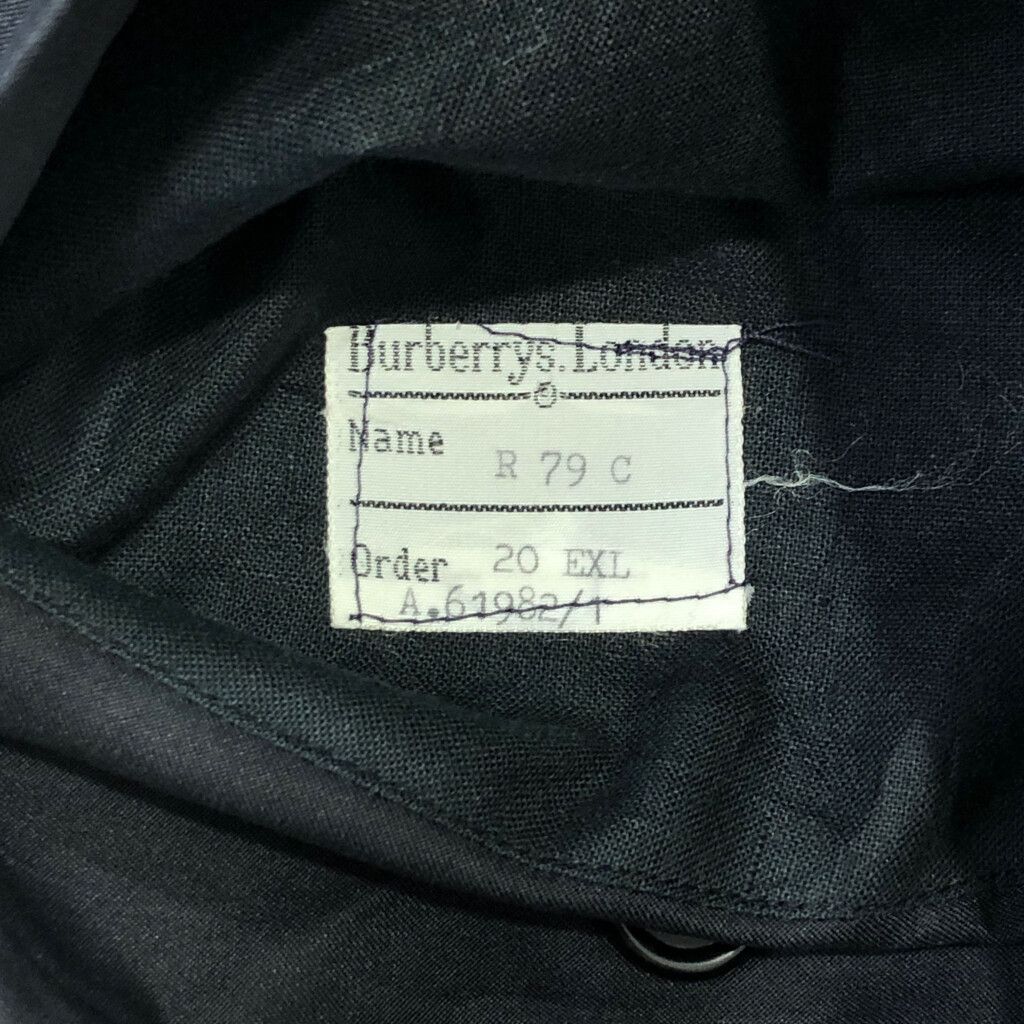 Burberrys.London
Name R 79 C
Order 20 EXL
A.61982/1